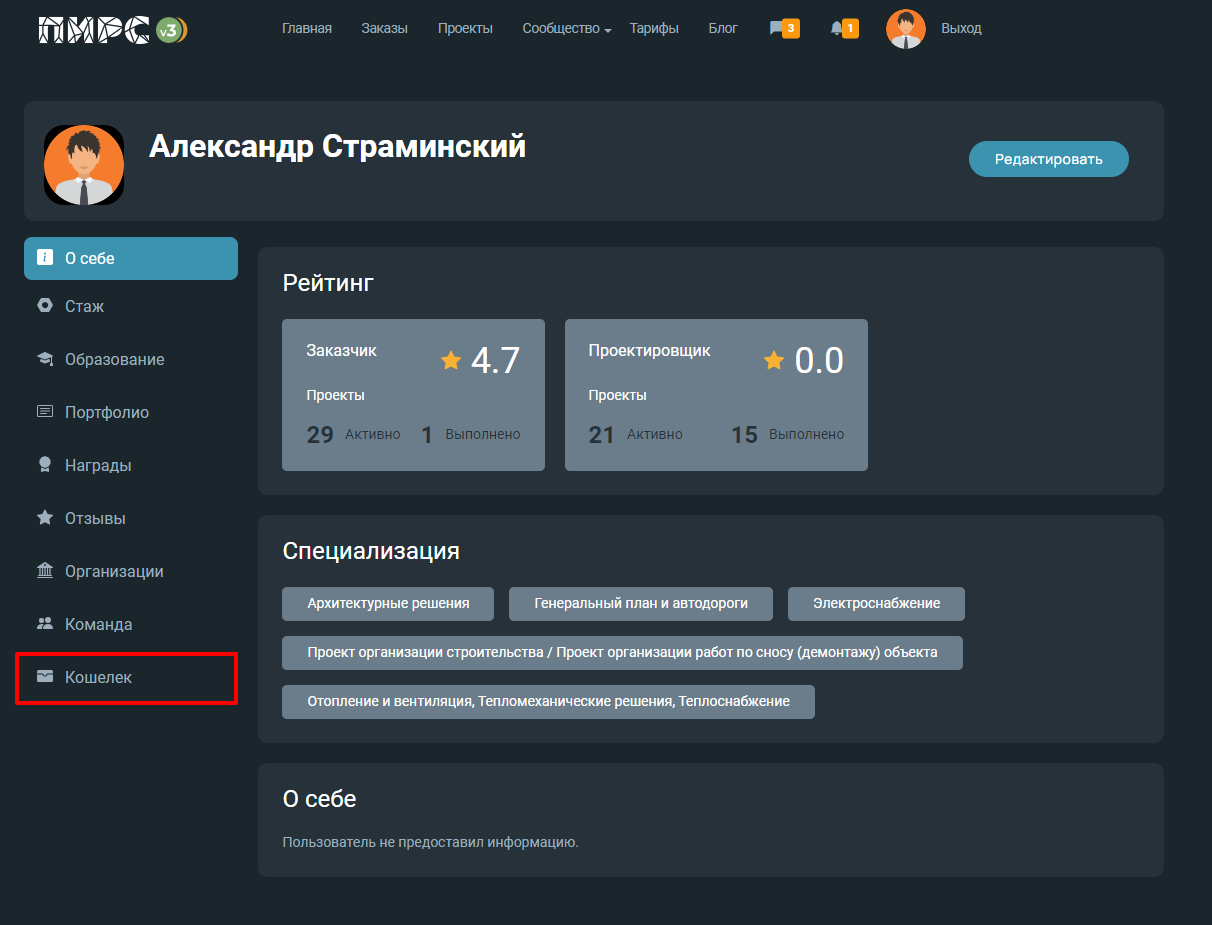 ПИРС v3
Главная Заказы Проекты Сообщество Тарифы Блог 3 1 Выход
Александр Страминский
Редактировать
О себе
Стаж
Образование
Портфолио
Награды
Отзывы
Организации
Команда
Кошелек
Рейтинг
Заказчик 4.7
Проекты
29 Активно 1 Выполнено
Проектировщик 0.0
Проекты
21 Активно 15 Выполнено
Специализация
Архитектурные решения Генеральный план и автодороги Электроснабжение
Проект организации строительства / Проект организации работ по сносу (демонтажу) объекта
Отопление и вентиляция, Тепломеханические решения, Теплоснабжение
О себе
Пользователь не предоставил информацию.